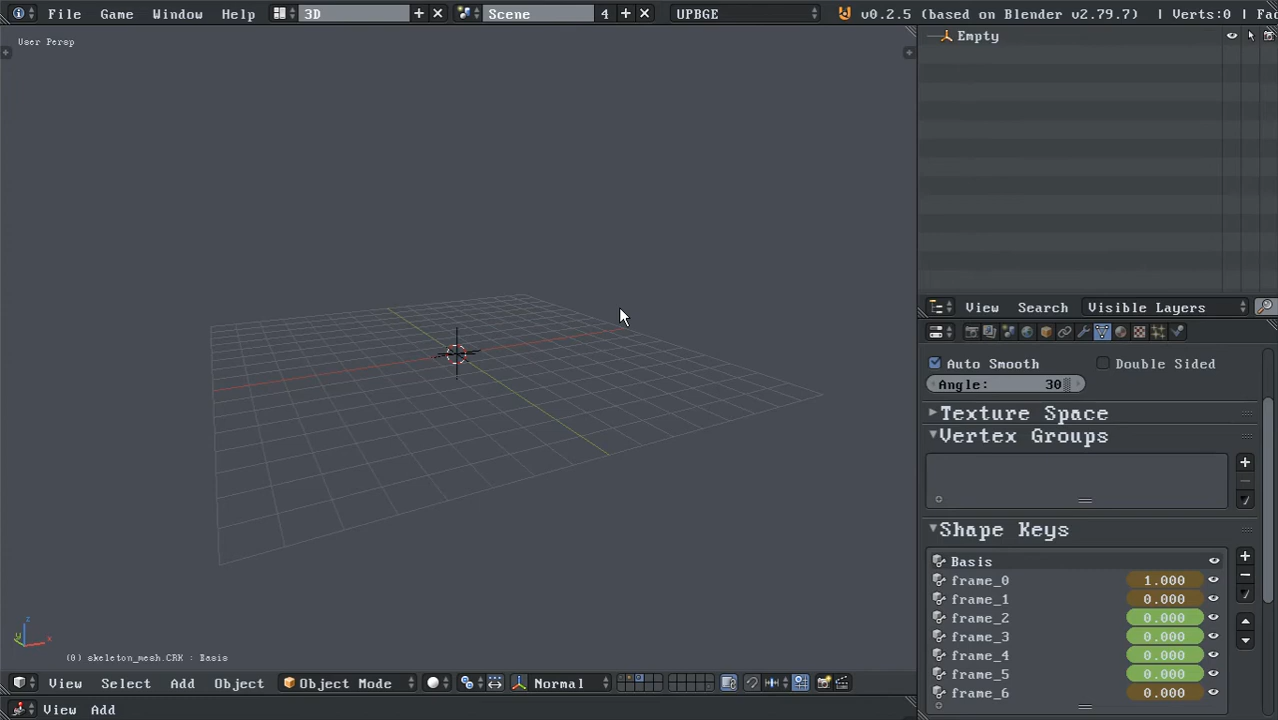 File Game Window Help 3D Scene 4 UPBGE v0.2.5 (based on Blender v2.79.7) | Verts:0 | Fac
User Persp
Empty
View Search Visible Layers
Auto Smooth Double Sided
Angle: 30
Texture Space
Vertex Groups
Shape Keys
Basis
frame_0 1.000
frame_1 0.000
frame_2 0.000
frame_3 0.000
frame_4 0.000
frame_5 0.000
frame_6 0.000
z
y x
(0) skeleton_mesh.CRK : Basis
View Select Add Object Object Mode Normal
View Add